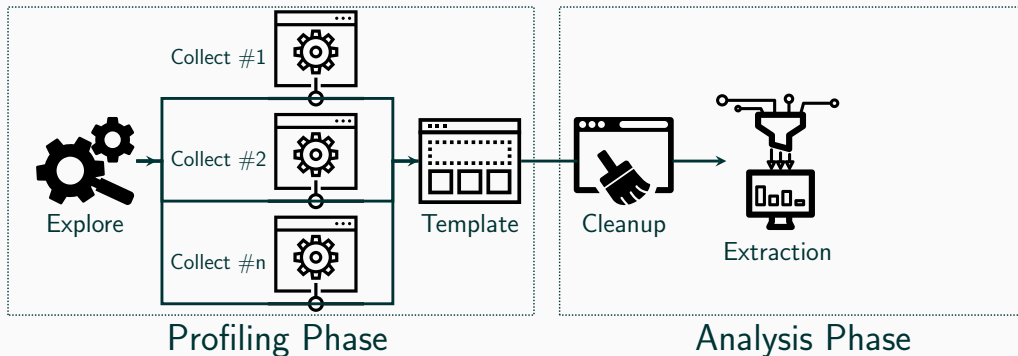 Collect #1
Collect #2
Collect #n
Explore
Template
Cleanup
Extraction
Profiling Phase
Analysis Phase